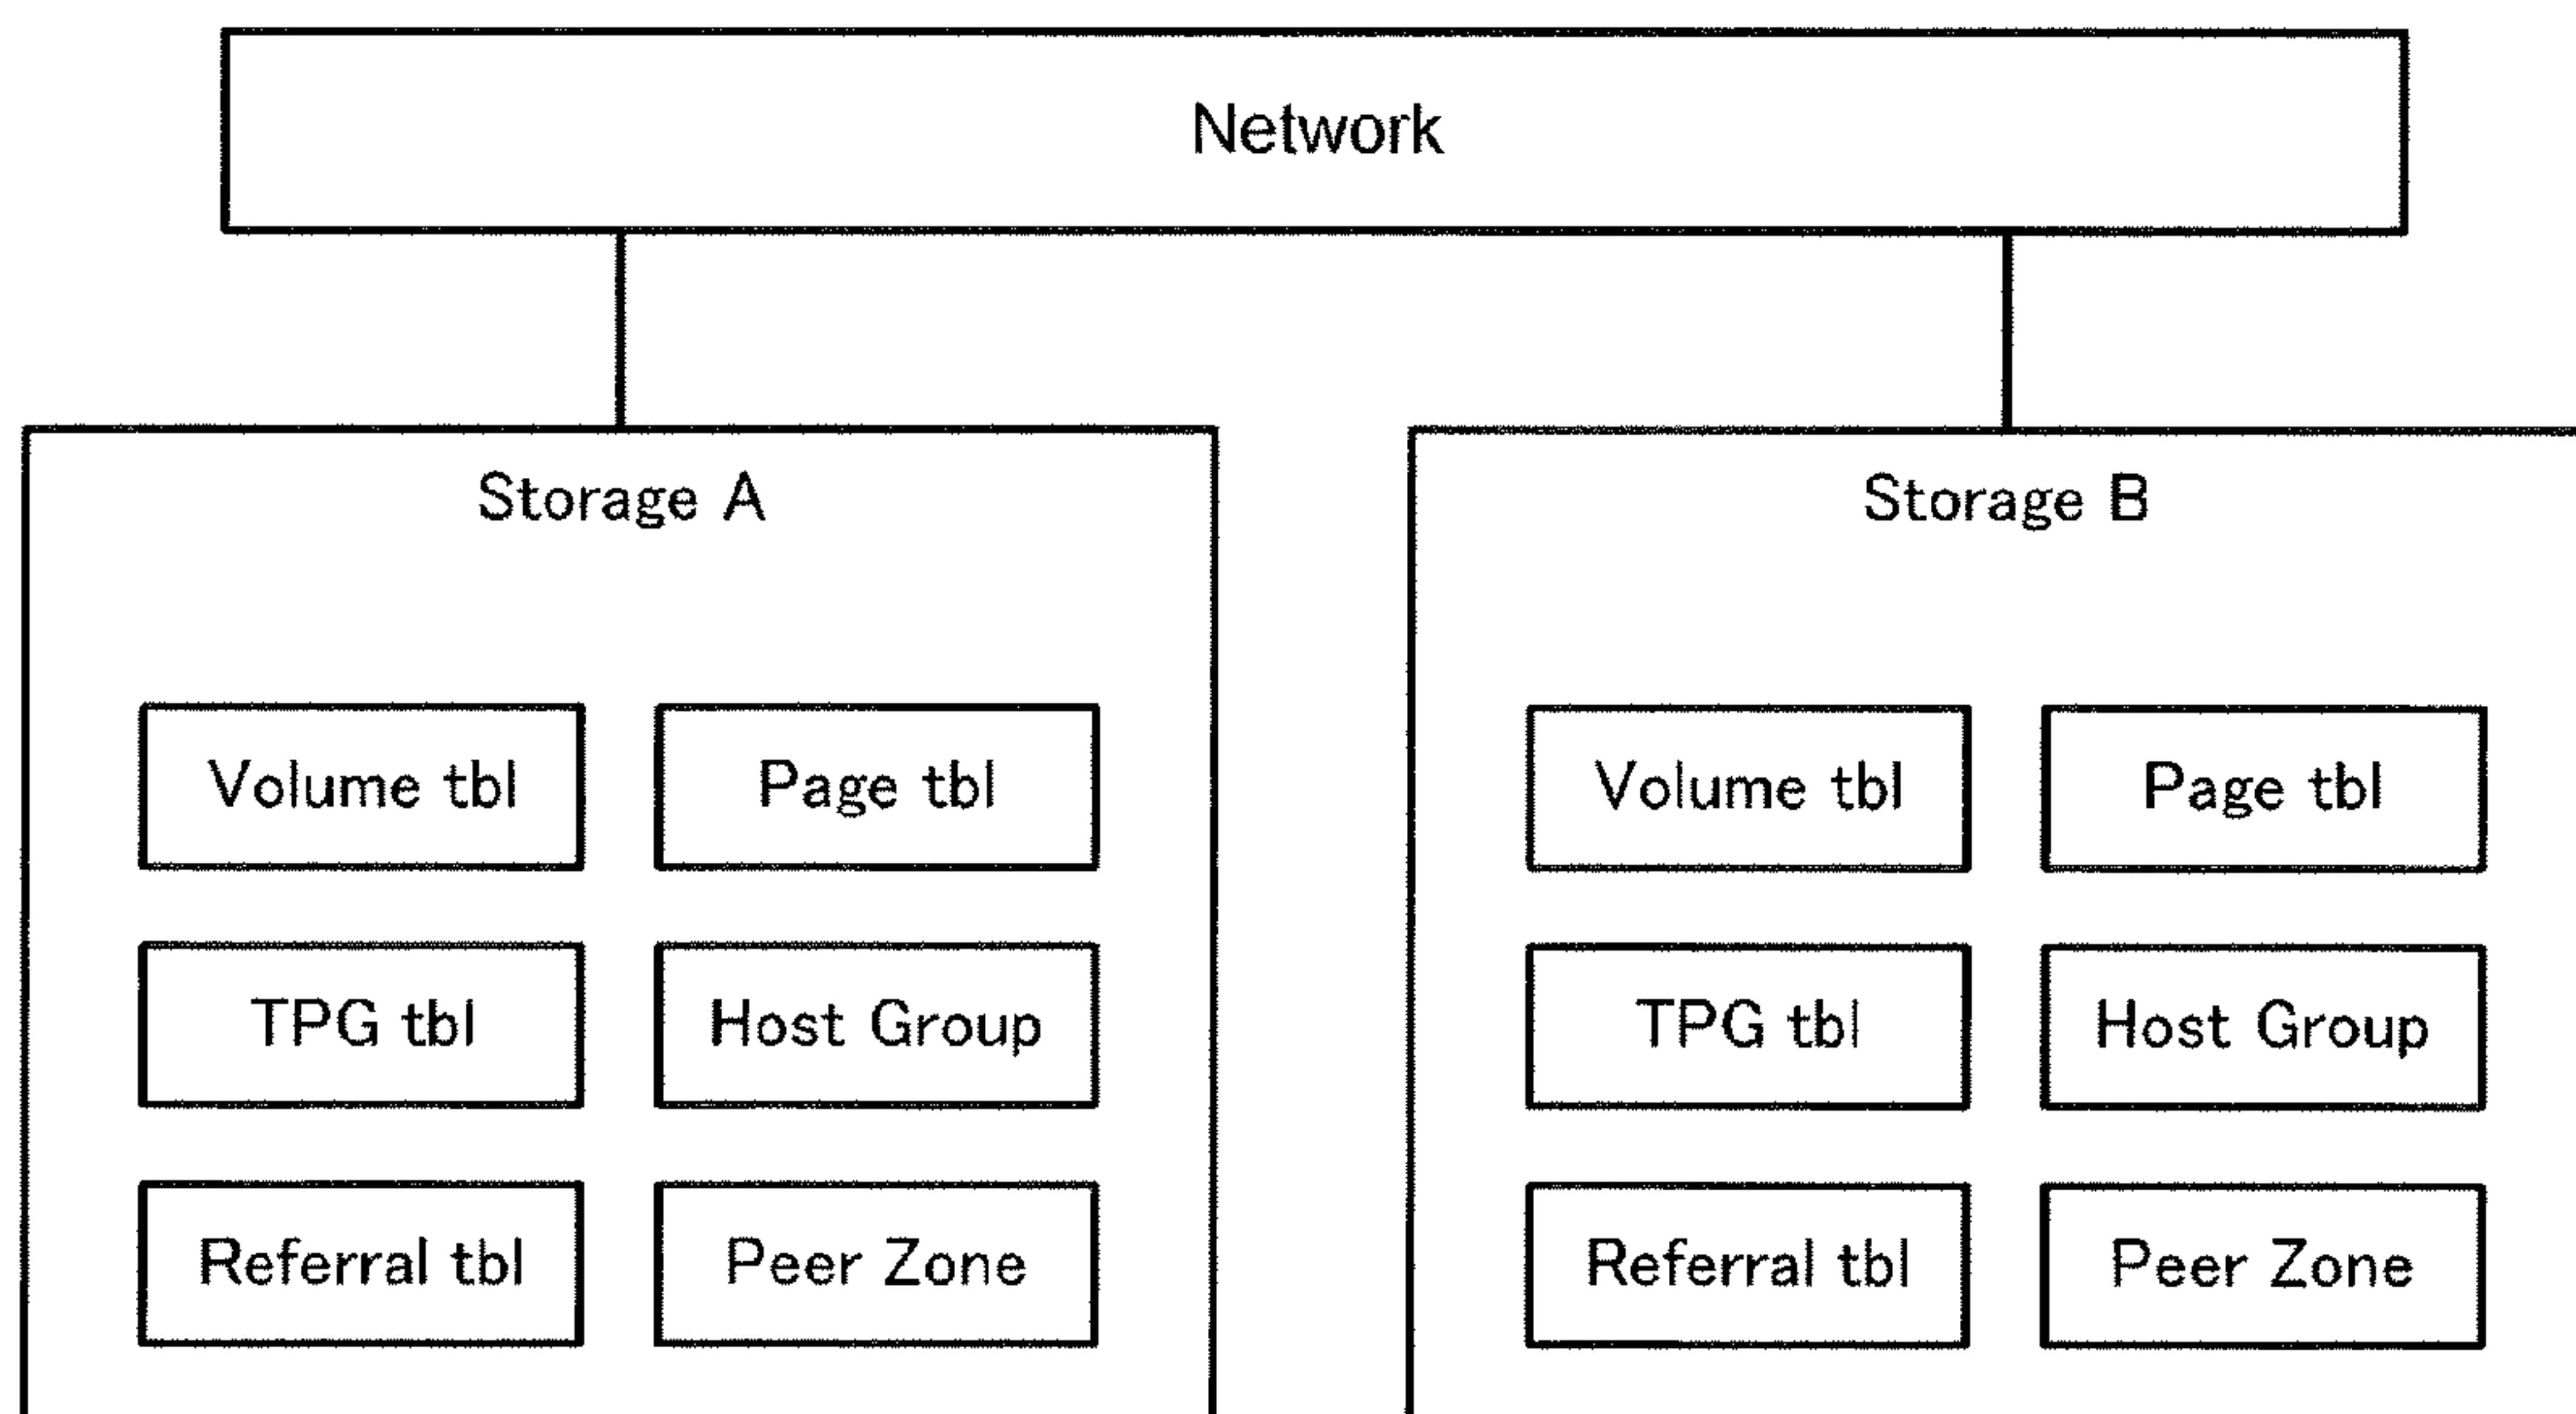 Network
Storage A
Volume tbl
Page tbl
TPG tbl
Host Group
Referral tbl
Peer Zone
Storage B
Volume tbl
Page tbl
TPG tbl
Host Group
Referral tbl
Peer Zone